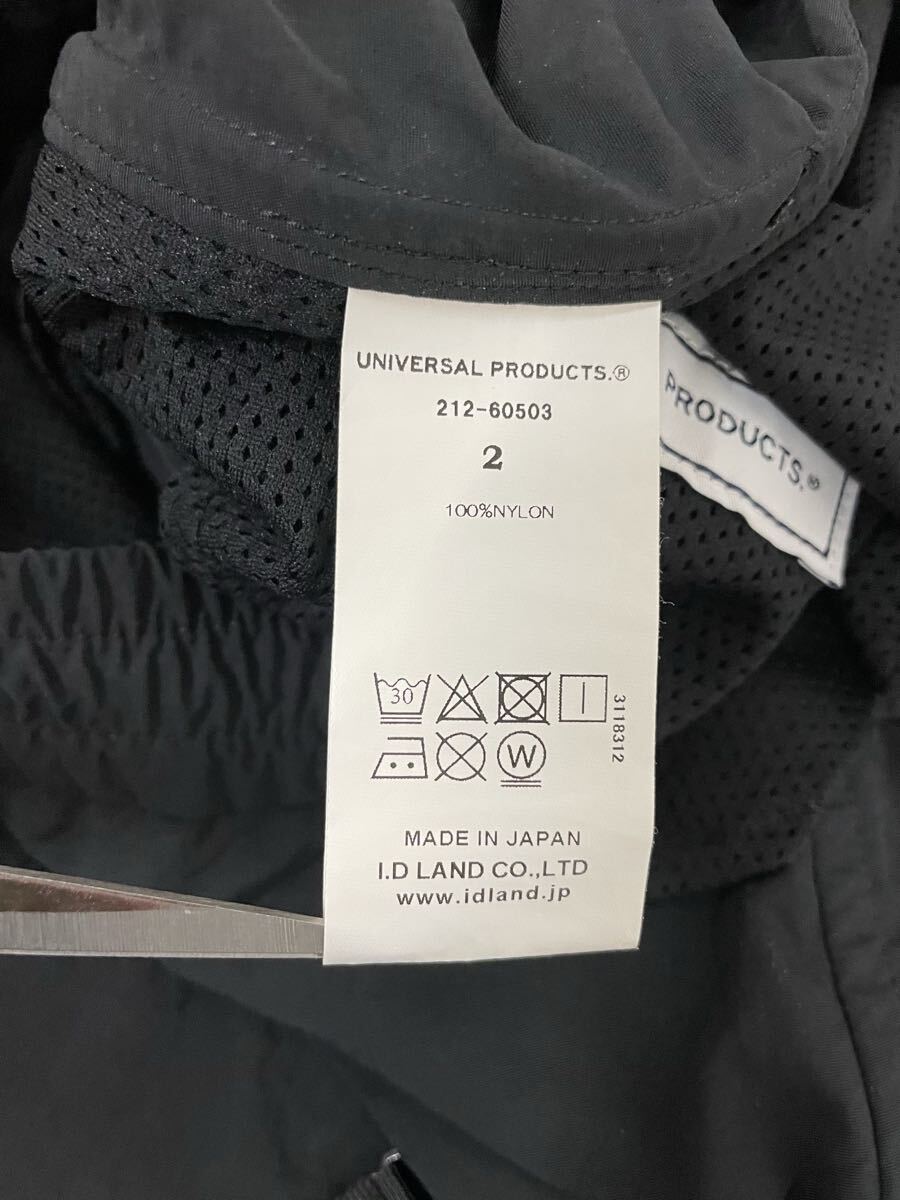 UNIVERSAL PRODUCTS.®
212-60503
2
100%NYLON
30
W
3118312
MADE IN JAPAN
I.D LAND CO.,LTD
www.idland.jp
PRODUCTS.®